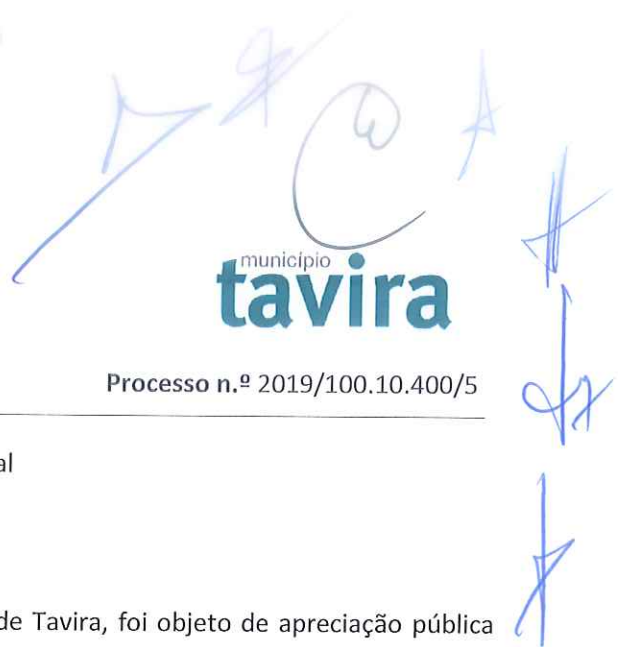 município
tavira
Processo n.º 2019/100.10.400/5
al
de Tavira, foi objeto de apreciação pública